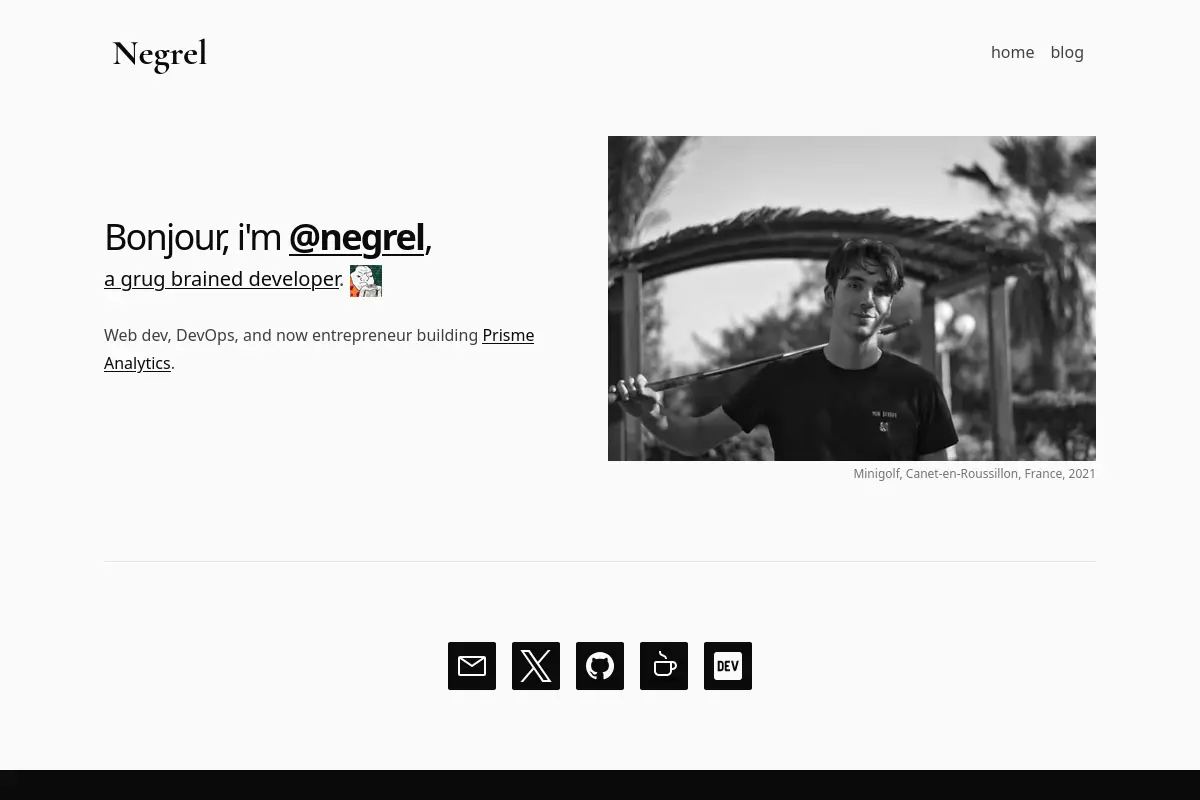 Negrel
home blog
Bonjour, i'm @negrel,
a grug brained developer.
Web dev, DevOps, and now entrepreneur building Prisme
Analytics.
Minigolf, Canet-en-Roussillon, France, 2021
DEV